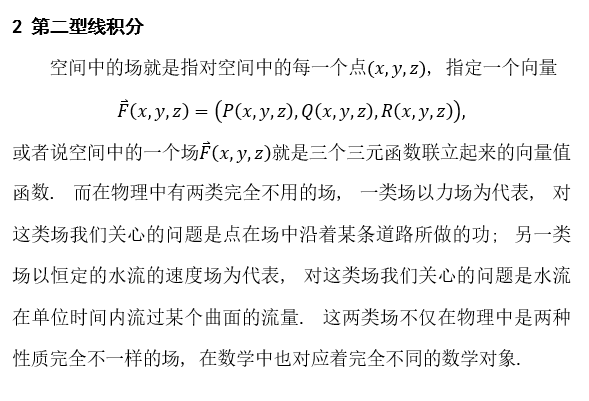 2 第二型线积分
空间中的场就是指对空间中的每一个点(x, y, z)，指定一个向量
F⃗(x, y, z) = (P(x, y, z), Q(x, y, z), R(x, y, z)),
或者说空间中的一个场F⃗(x, y, z)就是三个三元函数联立起来的向量值
函数. 而在物理中有两类完全不用的场, 一类场以力场为代表, 对
这类场我们关心的问题是点在场中沿着某条道路所做的功; 另一类
场以恒定的水流的速度场为代表, 对这类场我们关心的问题是水流
在单位时间内流过某个曲面的流量. 这两类场不仅在物理中是两种
性质完全不一样的场, 在数学中也对应着完全不同的数学对象.